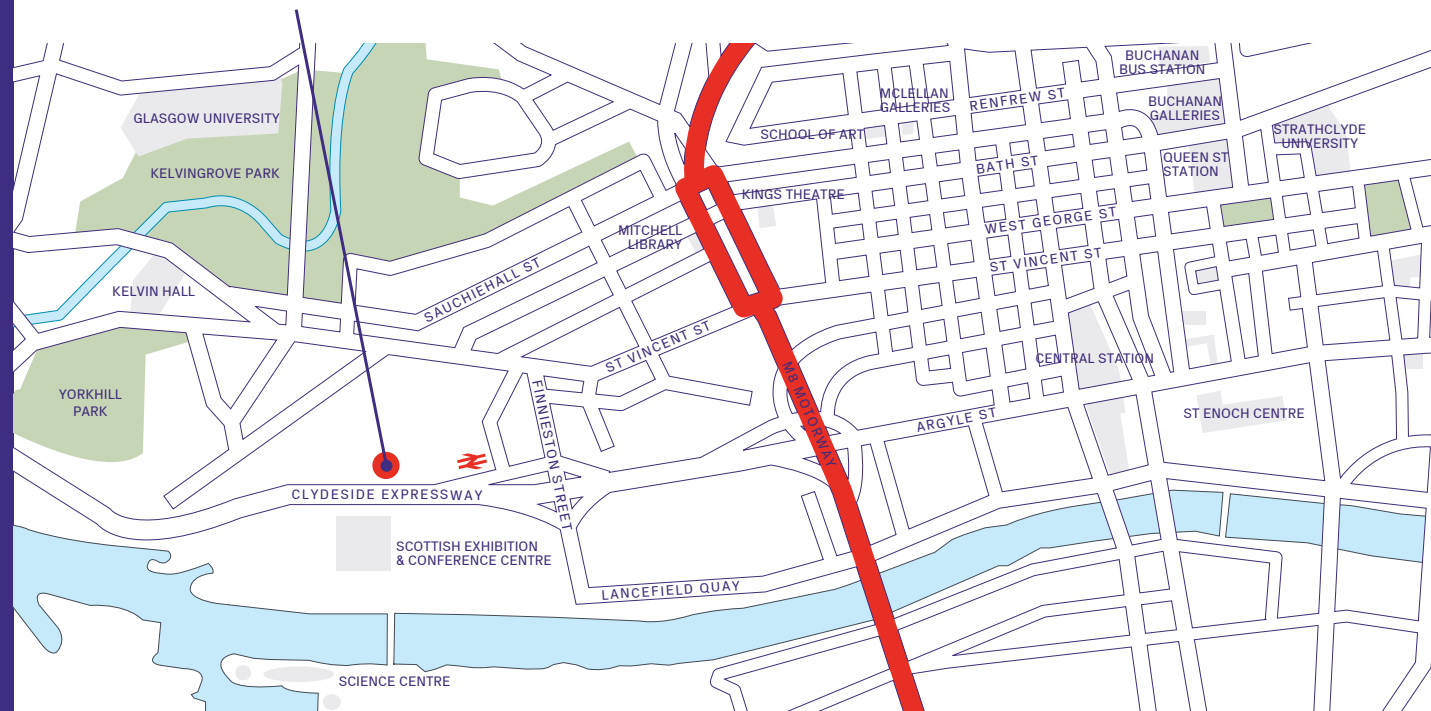 BUCHANAN
BUS STATION
GLASGOW UNIVERSITY
MCLELLAN
GALLERIES
RENFREW ST
BUCHANAN
GALLERIES
SCHOOL OF ART
STRATHCLYDE
UNIVERSITY
KELVINGROVE PARK
BATH ST
QUEEN ST
STATION
KINGS THEATRE
MITCHELL
LIBRARY
WEST GEORGE ST
ST VINCENT ST
KELVIN HALL
SAUCHIEHALL ST
ST VINCENT ST
CENTRAL STATION
YORKHILL
PARK
M8 MOTORWAY
ARGYLE ST
ST ENOCH CENTRE
FINNIESTON STREET
CLYDESIDE EXPRESSWAY
SCOTTISH EXHIBITION
& CONFERENCE CENTRE
LANCEFIELD QUAY
SCIENCE CENTRE